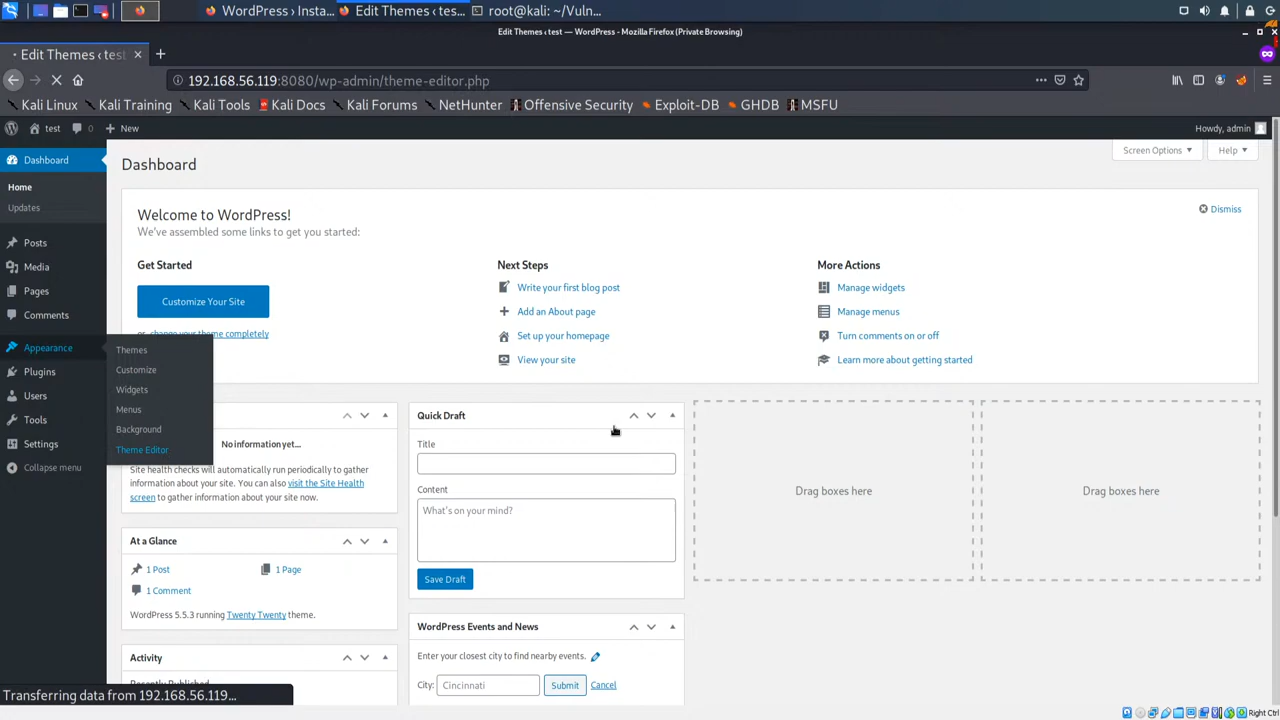 WordPress › Insta...
Edit Themes ‹ test...
root@kali: ~/Vuln...
Edit Themes ‹ test — WordPress - Mozilla Firefox (Private Browsing)
Edit Themes ‹ test
192.168.56.119:8080/wp-admin/theme-editor.php
Kali Linux
Kali Training
Kali Tools
Kali Docs
Kali Forums
NetHunter
Offensive Security
Exploit-DB
GHDB
MSFU
test
0
New
Howdy, admin
Dashboard
Home
Updates
Posts
Media
Pages
Comments
Appearance
Plugins
Users
Tools
Settings
Collapse menu
Themes
Customize
Widgets
Menus
Background
Theme Editor
Dashboard
Screen Options
Help
Welcome to WordPress!
We've assembled some links to get you started:
Dismiss
Get Started
Customize Your Site
or, change your theme completely
Next Steps
Write your first blog post
Add an About page
Set up your homepage
View your site
More Actions
Manage widgets
Manage menus
Turn comments on or off
Learn more about getting started
No information yet...
Site health checks will automatically run periodically to gather
information about your site. You can also visit the Site Health
screen to gather information about your site now.
At a Glance
1 Post
1 Page
1 Comment
WordPress 5.5.3 running Twenty Twenty theme.
Activity
Quick Draft
Title
Content
What's on your mind?
Save Draft
WordPress Events and News
Enter your closest city to find nearby events.
City:
Cincinnati
Submit
Cancel
Drag boxes here
Drag boxes here
Transferring data from 192.168.56.119...
Right Ctrl